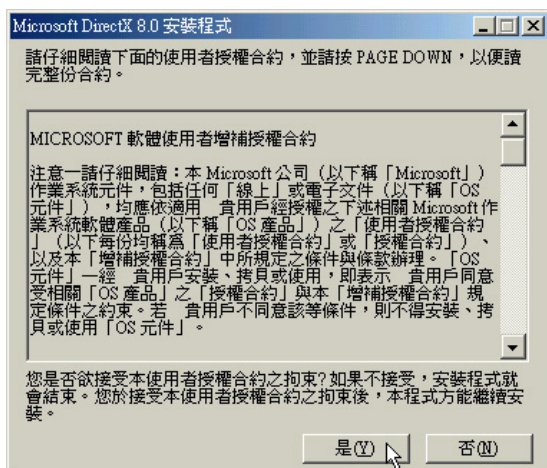 Microsoft DirectX 8.0 安裝程式
請仔細閱讀下面的使用者授權合約，並請按 PAGE DOWN，以便讀
完整份合約。
MICROSOFT 軟體使用者增補授權合約
注意—請仔細閱讀：本 Microsoft 公司（以下稱「Microsoft」）
作業系統元件，包括任何「線上」或電子文件（以下稱「OS
元件」），均應依適用　貴用戶經授權之下述相關 Microsoft 作
業系統軟體產品（以下稱「OS 產品」）之「使用者授權合約
」（以下每份均稱為「使用者授權合約」或「授權合約」）、
以及本「增補授權合約」中所規定之條件與條款辦理。「OS
元件」一經　貴用戶安裝、拷貝或使用，即表示　貴用戶同意
受相關「OS 產品」之「授權合約」與本「增補授權合約」規
定條件之約束。若　貴用戶不同意該等條件，則不得安裝、拷
貝或使用「OS 元件」。
您是否欲接受本使用者授權合約之拘束? 如果不接受，安裝程式就
會結束。您於接受本使用者授權合約之拘束後，本程式方能繼續安
裝。
是(Y)
否(N)